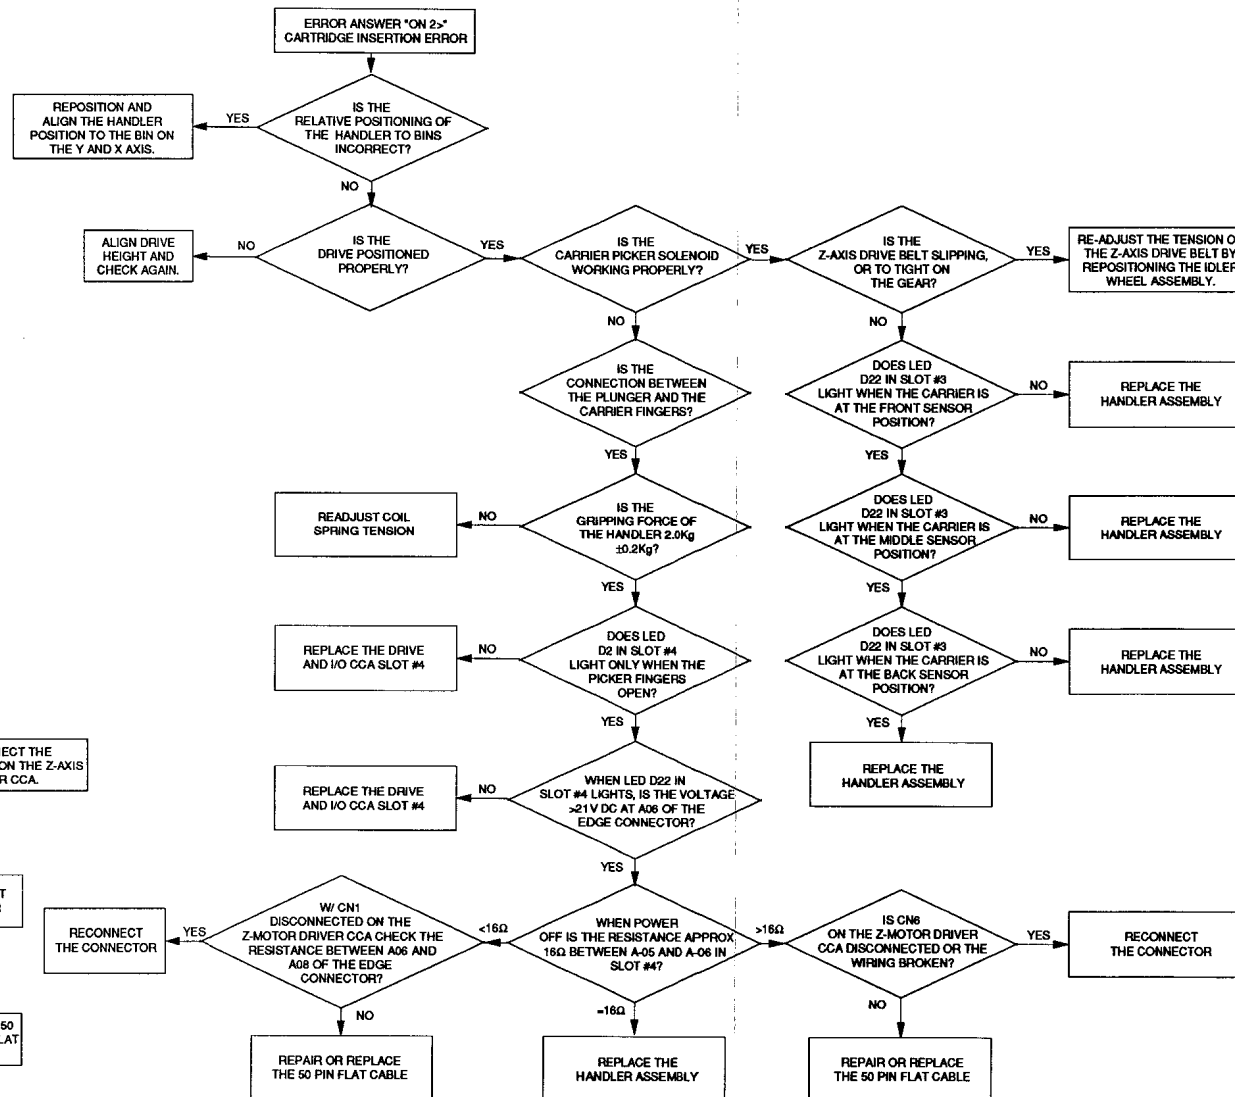 ERROR ANSWER "ON 2>"
CARTRIDGE INSERTION ERROR
IS THE
RELATIVE POSITIONING OF
THE HANDLER TO BINS
INCORRECT?
YES
REPOSITION AND
ALIGN THE HANDLER
POSITION TO THE BIN ON
THE Y AND X AXIS.
NO
IS THE
DRIVE POSITIONED
PROPERLY?
NO
ALIGN DRIVE
HEIGHT AND
CHECK AGAIN.
YES
IS THE
CARRIER PICKER SOLENOID
WORKING PROPERLY?
YES
IS THE
Z-AXIS DRIVE BELT SLIPPING,
OR TO TIGHT ON
THE GEAR?
YES
RE-ADJUST THE TENSION O
THE Z-AXIS DRIVE BELT BY
REPOSITIONING THE IDLER
WHEEL ASSEMBLY.
NO
IS THE
CONNECTION BETWEEN
THE PLUNGER AND THE
CARRIER FINGERS?
NO
DOES LED
D22 IN SLOT #3
LIGHT WHEN THE CARRIER IS
AT THE FRONT SENSOR
POSITION?
NO
REPLACE THE
HANDLER ASSEMBLY
YES
IS THE
GRIPPING FORCE OF
THE HANDLER 2.0Kg
±0.2Kg?
NO
READJUST COIL
SPRING TENSION
YES
DOES LED
D22 IN SLOT #3
LIGHT WHEN THE CARRIER IS
AT THE MIDDLE SENSOR
POSITION?
NO
REPLACE THE
HANDLER ASSEMBLY
YES
DOES LED
D2 IN SLOT #4
LIGHT ONLY WHEN THE
PICKER FINGERS
OPEN?
NO
REPLACE THE DRIVE
AND I/O CCA SLOT #4
YES
DOES LED
D22 IN SLOT #3
LIGHT WHEN THE CARRIER IS
AT THE BACK SENSOR
POSITION?
NO
REPLACE THE
HANDLER ASSEMBLY
YES
REPLACE THE
HANDLER ASSEMBLY
YES
WHEN LED D22 IN
SLOT #4 LIGHTS, IS THE VOLTAGE
>21V DC AT A06 OF THE
EDGE CONNECTOR?
NO
REPLACE THE DRIVE
AND I/O CCA SLOT #4
ECT THE
ON THE Z-AXIS
R CCA.
YES
WHEN POWER
OFF IS THE RESISTANCE APPROX
16Ω BETWEEN A-05 AND A-06 IN
SLOT #4?
<16Ω
W/ CN1
DISCONNECTED ON THE
Z-MOTOR DRIVER CCA CHECK THE
RESISTANCE BETWEEN A06 AND
A08 OF THE EDGE
CONNECTOR?
YES
RECONNECT
THE CONNECTOR
T
>16Ω
IS CN6
ON THE Z-MOTOR DRIVER
CCA DISCONNECTED OR THE
WIRING BROKEN?
YES
RECONNECT
THE CONNECTOR
NO
REPAIR OR REPLACE
THE 50 PIN FLAT CABLE
=16Ω
REPLACE THE
HANDLER ASSEMBLY
NO
REPAIR OR REPLACE
THE 50 PIN FLAT CABLE
50
LAT